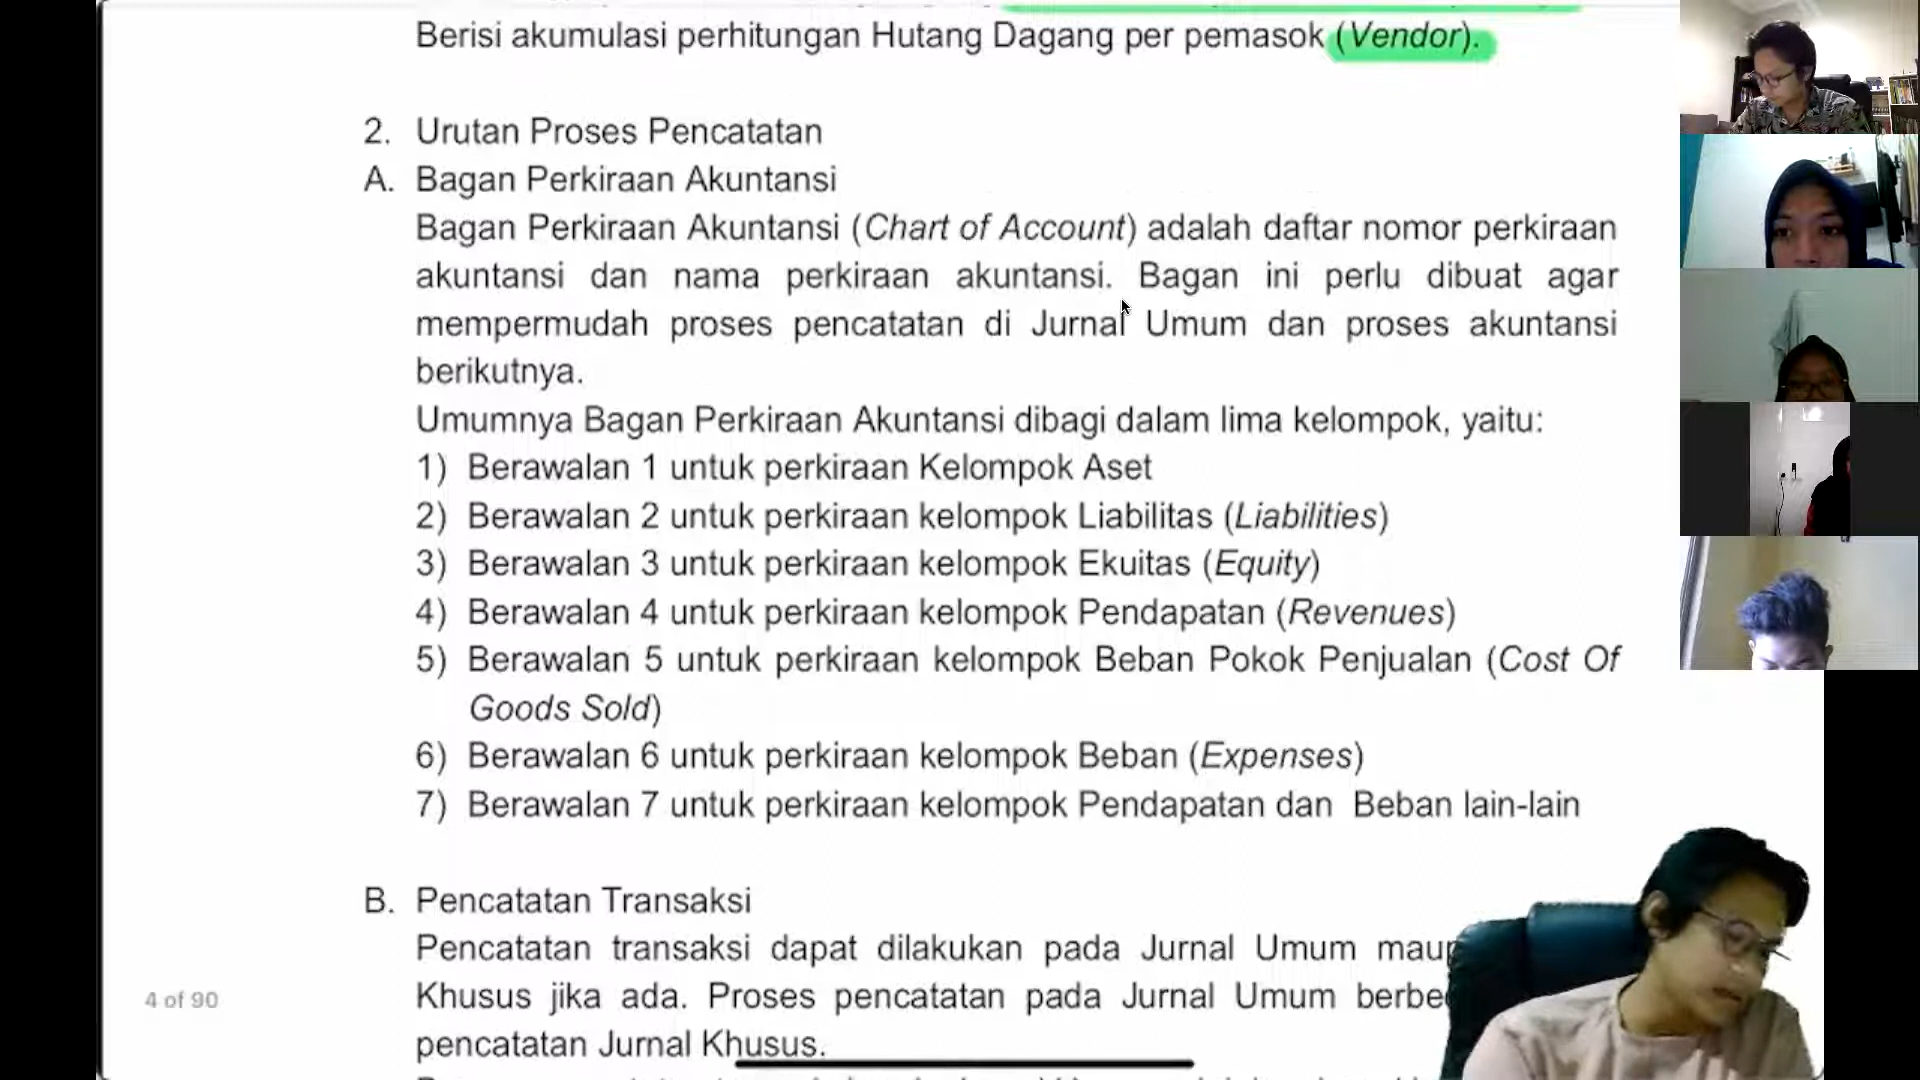 Berisi akumulasi perhitungan Hutang Dagang per pemasok (Vendor).
2. Urutan Proses Pencatatan
A. Bagan Perkiraan Akuntansi
Bagan Perkiraan Akuntansi (Chart of Account) adalah daftar nomor perkiraan
akuntansi dan nama perkiraan akuntansi. Bagan ini perlu dibuat agar
mempermudah proses pencatatan di Jurnal Umum dan proses akuntansi
berikutnya.
Umumnya Bagan Perkiraan Akuntansi dibagi dalam lima kelompok, yaitu:
1) Berawalan 1 untuk perkiraan Kelompok Aset
2) Berawalan 2 untuk perkiraan kelompok Liabilitas (Liabilities)
3) Berawalan 3 untuk perkiraan kelompok Ekuitas (Equity)
4) Berawalan 4 untuk perkiraan kelompok Pendapatan (Revenues)
5) Berawalan 5 untuk perkiraan kelompok Beban Pokok Penjualan (Cost Of
Goods Sold)
6) Berawalan 6 untuk perkiraan kelompok Beban (Expenses)
7) Berawalan 7 untuk perkiraan kelompok Pendapatan dan Beban lain-lain
B. Pencatatan Transaksi
Pencatatan transaksi dapat dilakukan pada Jurnal Umum
Khusus jika ada. Proses pencatatan pada Jurnal Umum
pencatatan Jurnal Khusus.
4 of 90